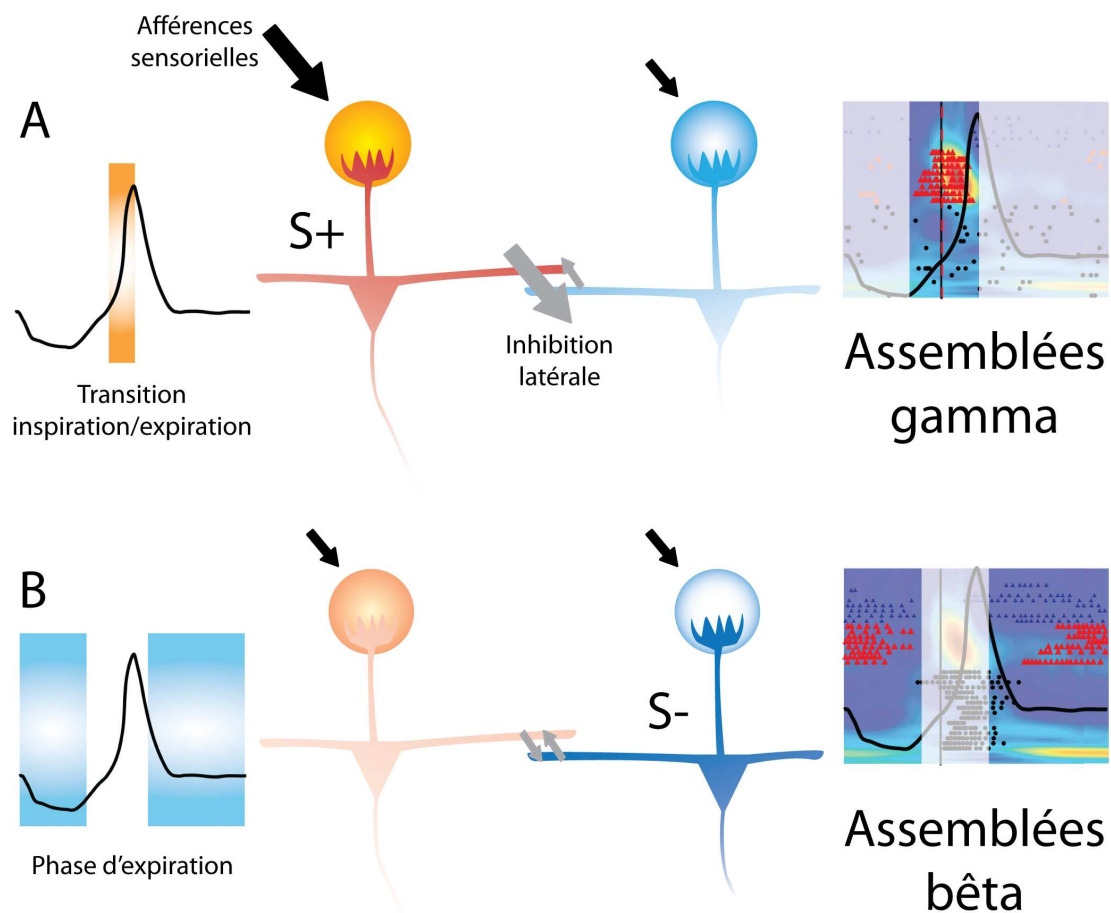 Afférences
sensorielles
A
S+
Inhibition
latérale
Transition
inspiration/expiration
Assemblées
gamma
B
S-
Phase d’expiration
Assemblées
bêta